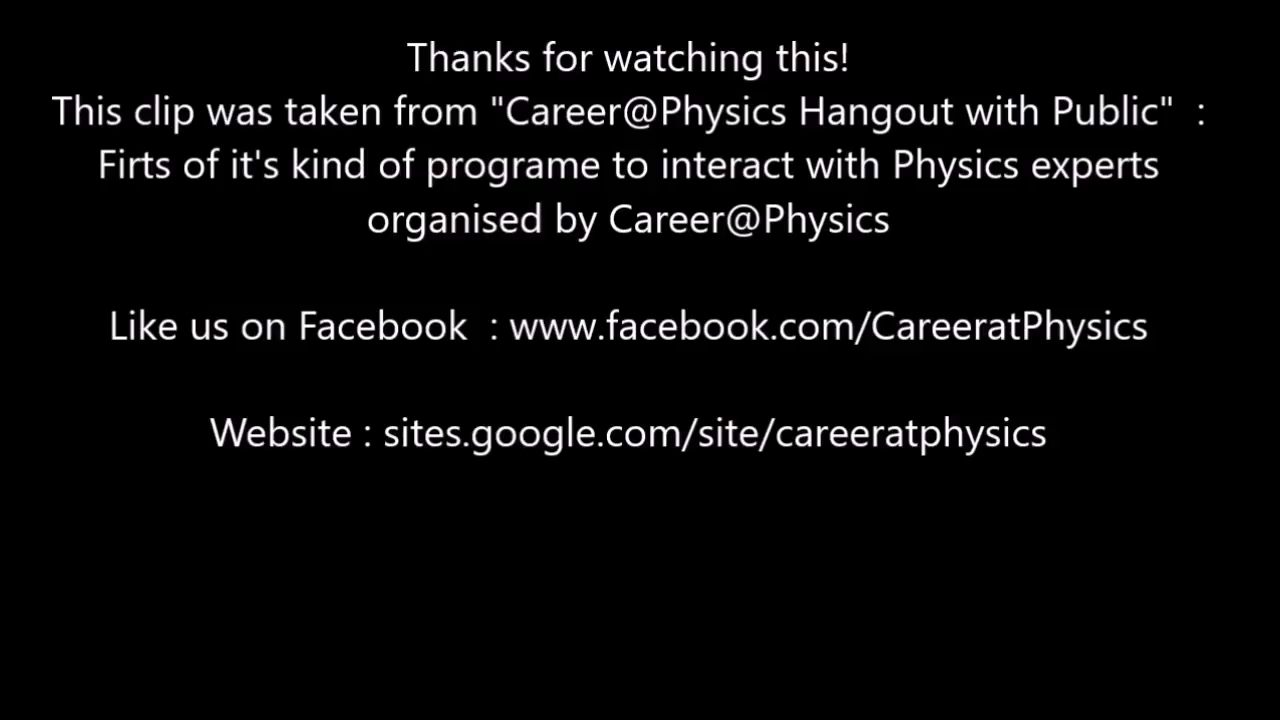 Thanks for watching this!
This clip was taken from "Career@Physics Hangout with Public"  :
Firts of it's kind of programe to interact with Physics experts
organised by Career@Physics
Like us on Facebook  : www.facebook.com/CareeratPhysics
Website : sites.google.com/site/careeratphysics